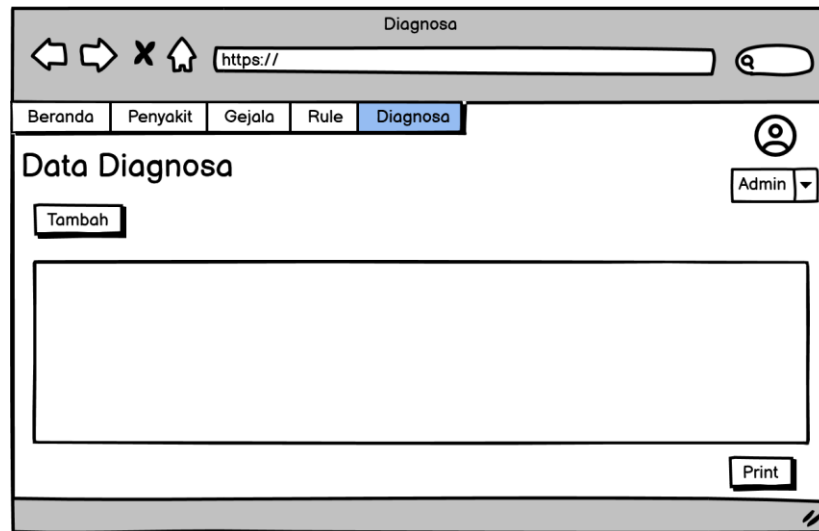 Diagnosa
https://
Beranda Penyakit Gejala Rule Diagnosa
Data Diagnosa
Admin
Tambah
Print